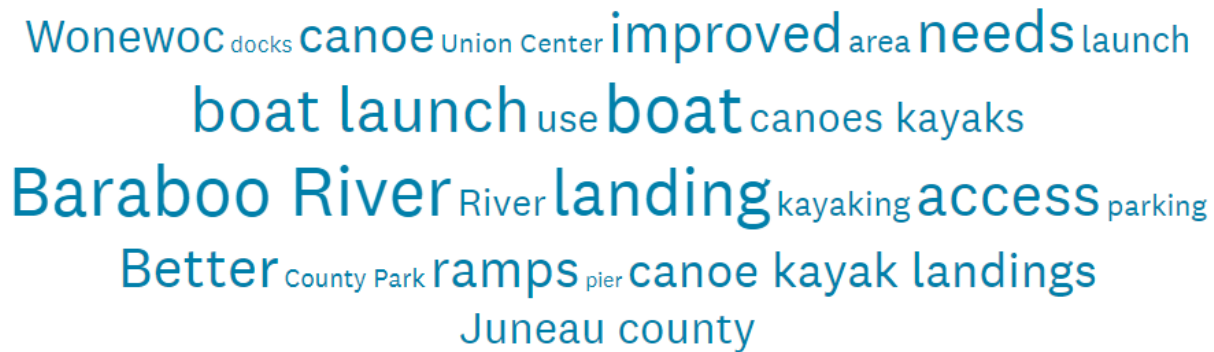 Wonewoc docks canoe Union Center improved area needs launch
boat launch use boat canoes kayaks
Baraboo River River landing kayaking access parking
Better County Park ramps pier canoe kayak landings
Juneau county